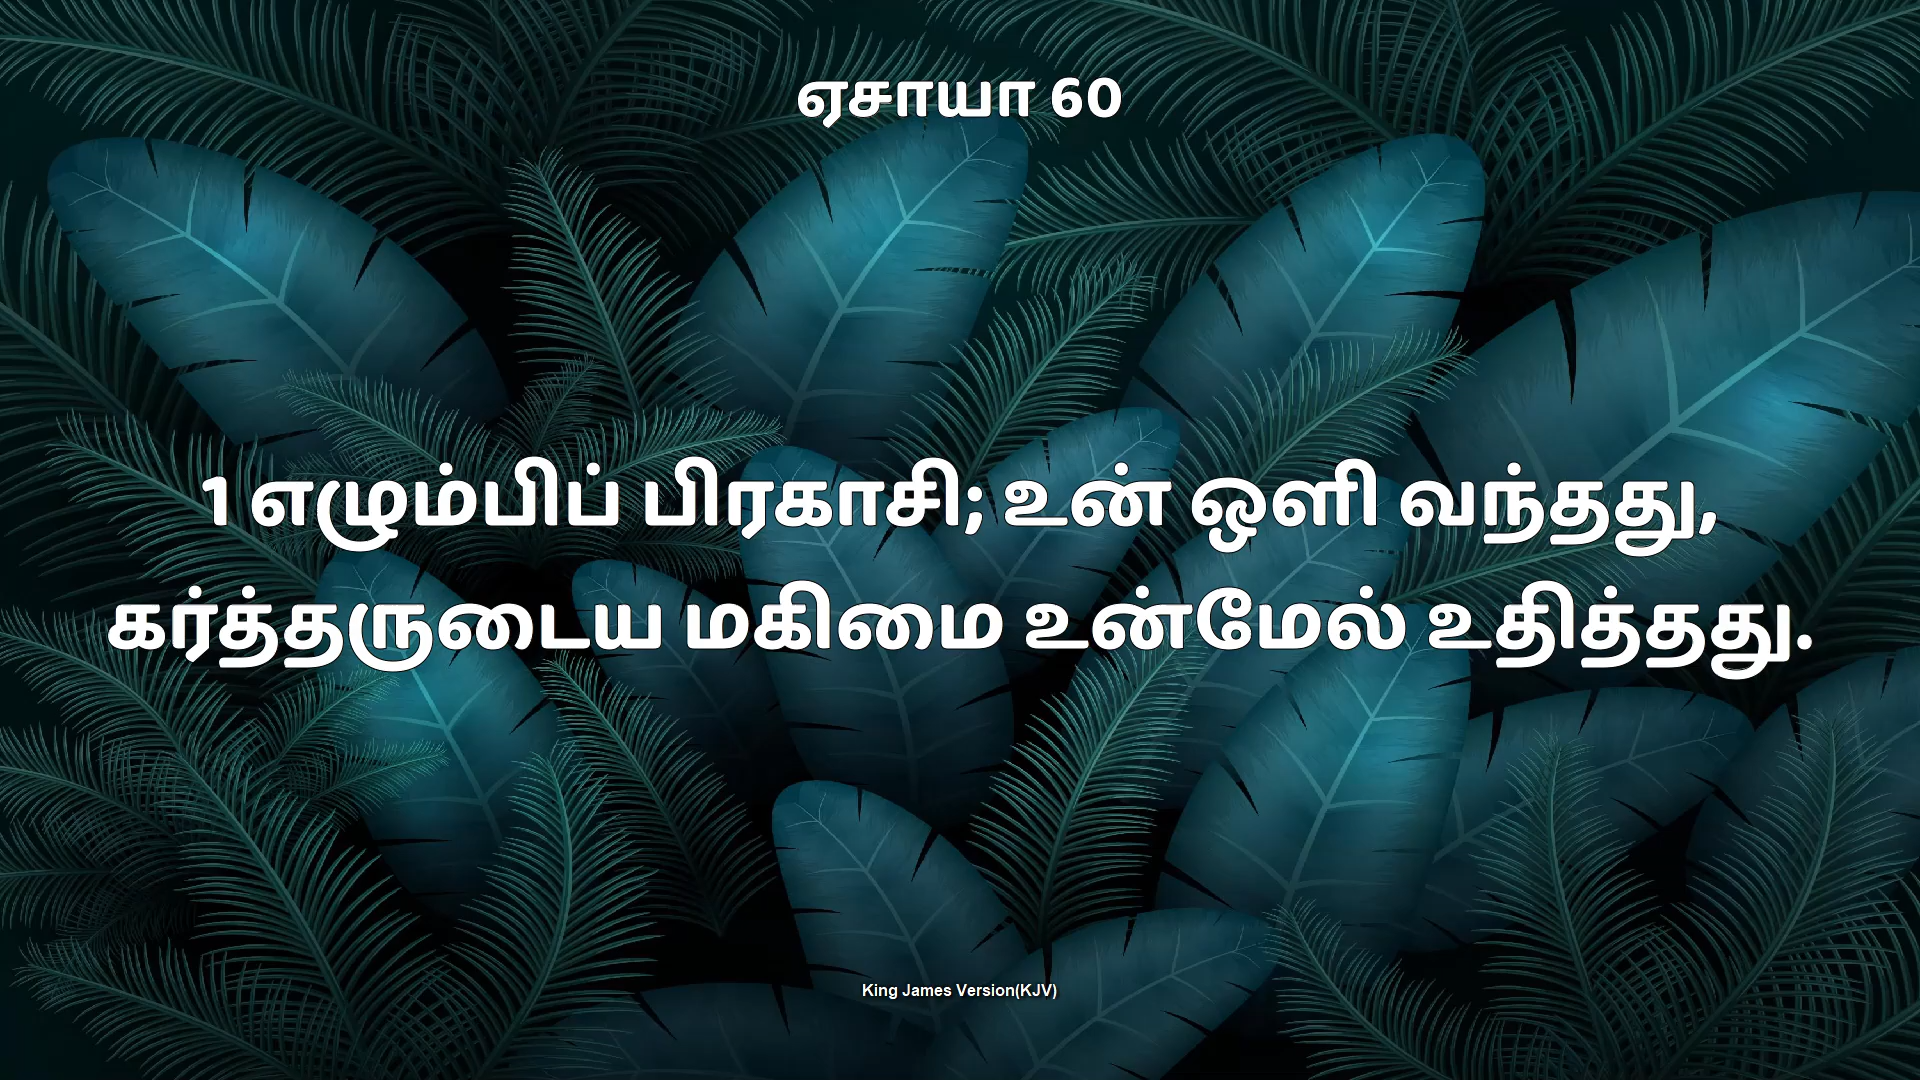 ஏசாயா 60
1 எழும்பிப் பிரகாசி; உன் ஒளி வந்தது,
கர்த்தருடைய மகிமை உன்மேல் உதித்தது.
King James Version(KJV)